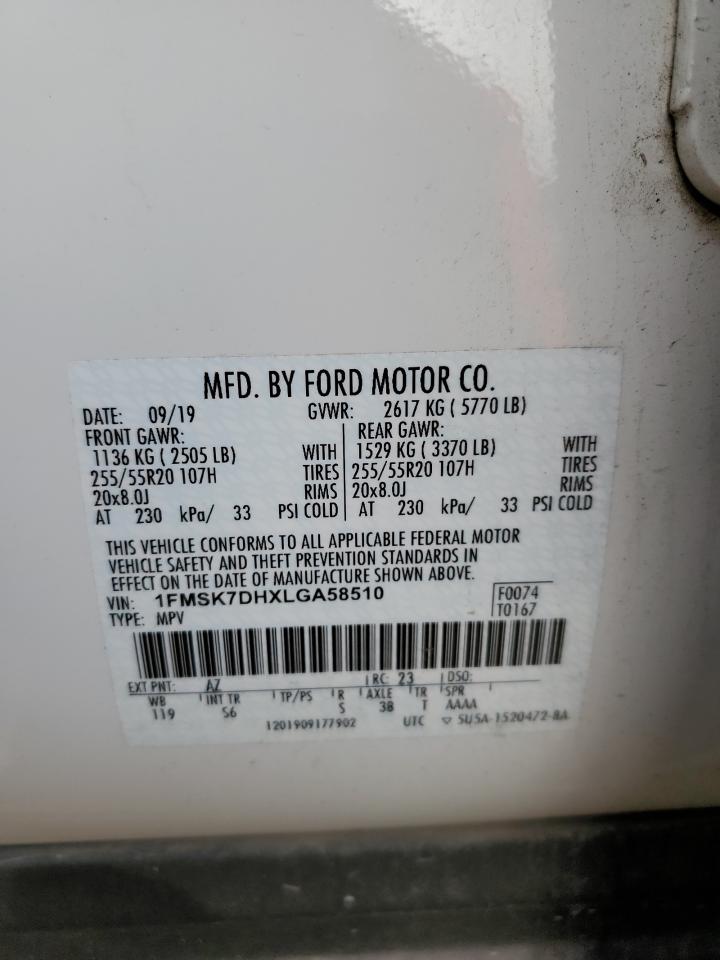 MFD. BY FORD MOTOR CO.
DATE: 09/19 GVWR: 2617 KG ( 5770 LB)
FRONT GAWR: REAR GAWR:
1136 KG ( 2505 LB) WITH 1529 KG ( 3370 LB) WITH
255/55R20 107H TIRES 255/55R20 107H TIRES
20x8.0J RIMS 20x8.0J RIMS
AT 230 kPa/ 33 PSI COLD AT 230 kPa/ 33 PSI COLD
THIS VEHICLE CONFORMS TO ALL APPLICABLE FEDERAL MOTOR
VEHICLE SAFETY AND THEFT PREVENTION STANDARDS IN
EFFECT ON THE DATE OF MANUFACTURE SHOWN ABOVE.
VIN: 1FMSK7DHXLGA58510 F0074
TYPE: MPV T0167
EXT PNT: AZ RC: 23 DSO:
WB INT TR TP/PS R AXLE TR SPR
119 S6 S 3B T AAAA
1201909177902 UTC ▽ SU5A-1520472-BA